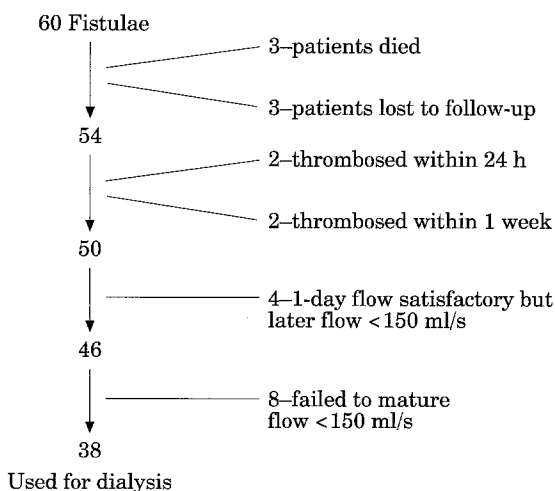 60 Fistulae
3–patients died
3–patients lost to follow-up
54
2–thrombosed within 24 h
2–thrombosed within 1 week
50
4–1-day flow satisfactory but
later flow <150 ml/s
46
8–failed to mature
flow <150 ml/s
38
Used for dialysis